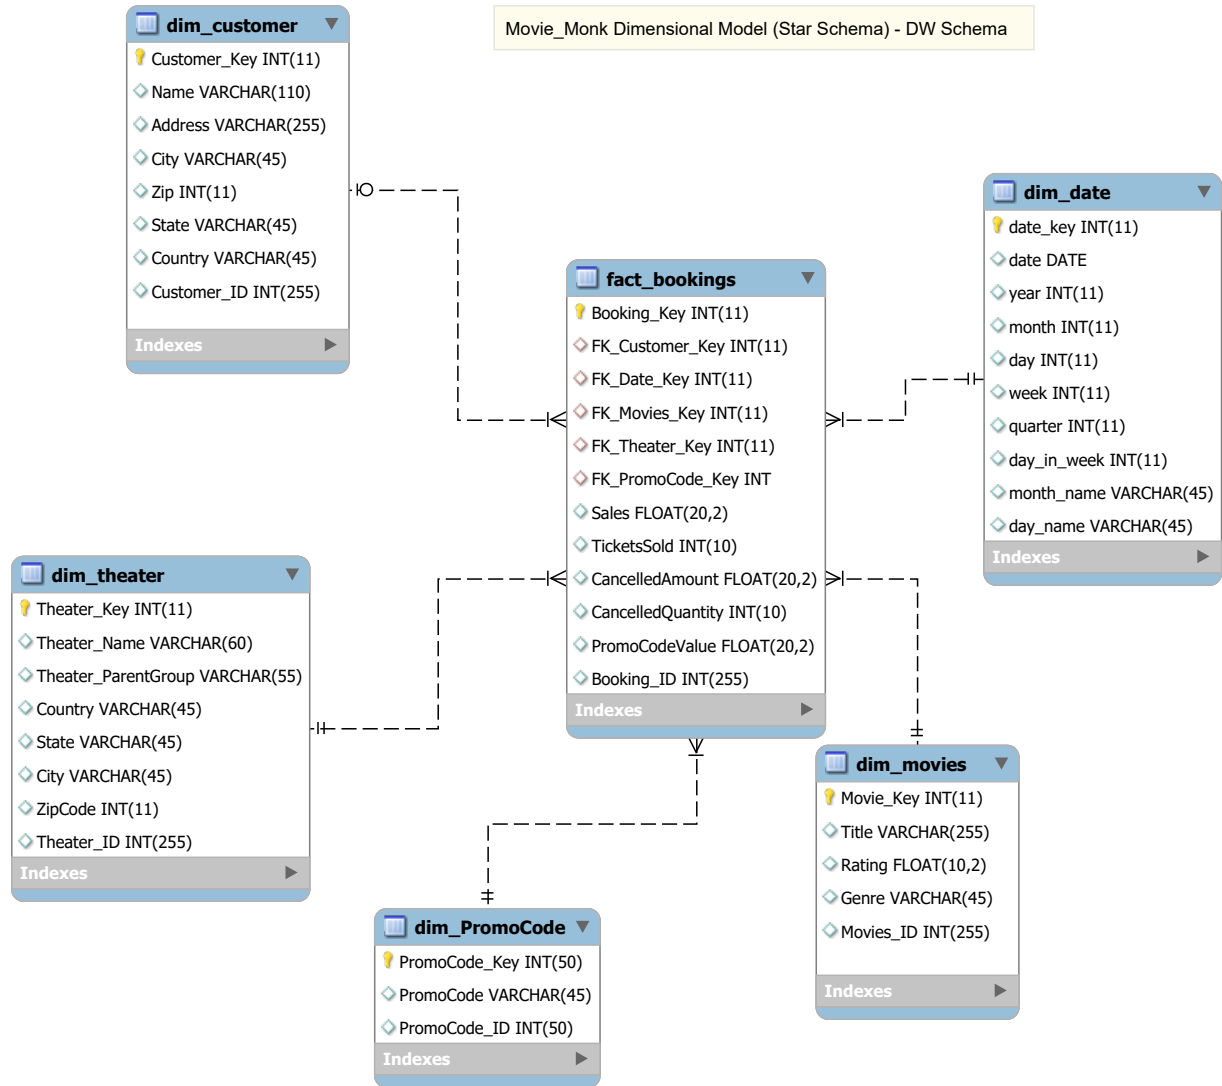 Movie_Monk Dimensional Model (Star Schema) - DW Schema
dim_customer
Customer_Key INT(11)
Name VARCHAR(110)
Address VARCHAR(255)
City VARCHAR(45)
Zip INT(11)
State VARCHAR(45)
Country VARCHAR(45)
Customer_ID INT(255)
Indexes
dim_date
date_key INT(11)
date DATE
year INT(11)
month INT(11)
day INT(11)
week INT(11)
quarter INT(11)
day_in_week INT(11)
month_name VARCHAR(45)
day_name VARCHAR(45)
Indexes
fact_bookings
Booking_Key INT(11)
FK_Customer_Key INT(11)
FK_Date_Key INT(11)
FK_Movies_Key INT(11)
FK_Theater_Key INT(11)
FK_PromoCode_Key INT
Sales FLOAT(20,2)
TicketsSold INT(10)
CancelledAmount FLOAT(20,2)
CancelledQuantity INT(10)
PromoCodeValue FLOAT(20,2)
Booking_ID INT(255)
Indexes
dim_theater
Theater_Key INT(11)
Theater_Name VARCHAR(60)
Theater_ParentGroup VARCHAR(55)
Country VARCHAR(45)
State VARCHAR(45)
City VARCHAR(45)
ZipCode INT(11)
Theater_ID INT(255)
Indexes
dim_movies
Movie_Key INT(11)
Title VARCHAR(255)
Rating FLOAT(10,2)
Genre VARCHAR(45)
Movies_ID INT(255)
Indexes
dim_PromoCode
PromoCode_Key INT(50)
PromoCode VARCHAR(45)
PromoCode_ID INT(50)
Indexes